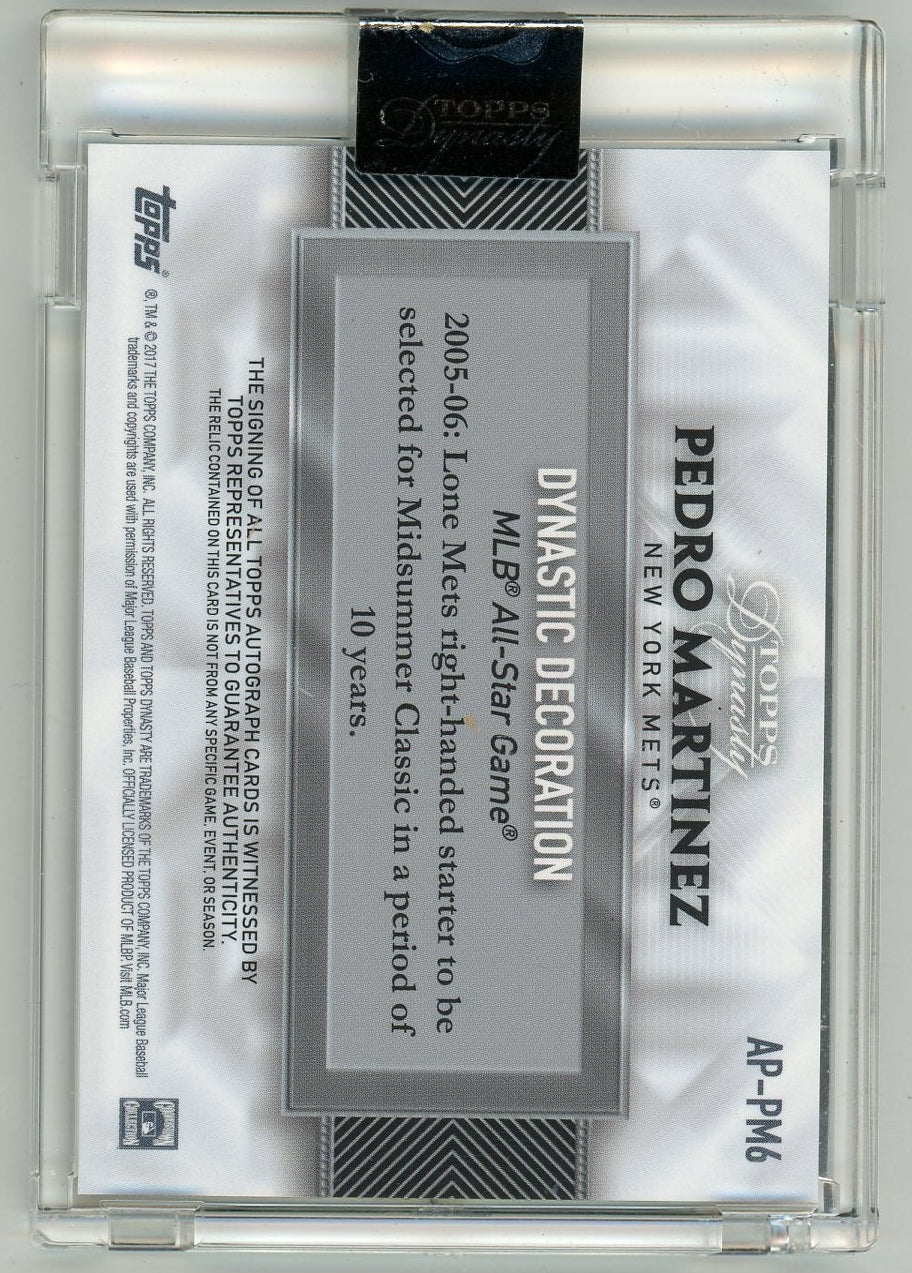 TOPPS
Dynasty
TOPPS
Dynasty
AP-PM6
PEDRO MARTINEZ
NEW YORK METS®
DYNASTIC DECORATION
MLB® All-Star Game®
2005-06: Lone Mets right-handed starter to be
selected for Midsummer Classic in a period of
10 years.
THE SIGNING OF ALL TOPPS AUTOGRAPH CARDS IS WITNESSED BY
TOPPS REPRESENTATIVES TO GUARANTEE AUTHENTICITY.
THE RELIC CONTAINED ON THIS CARD IS NOT FROM ANY SPECIFIC GAME, EVENT, OR SEASON.
topps®
®, TM & © 2017 THE TOPPS COMPANY, INC. ALL RIGHTS RESERVED. TOPPS AND TOPPS DYNASTY ARE TRADEMARKS OF THE TOPPS COMPANY, INC. Major League Baseball
trademarks and copyrights are used with permission of Major League Baseball Properties, Inc. OFFICIALLY LICENSED PRODUCT OF MLBP. Visit MLB.com
COOPERSTOWN
COLLECTION